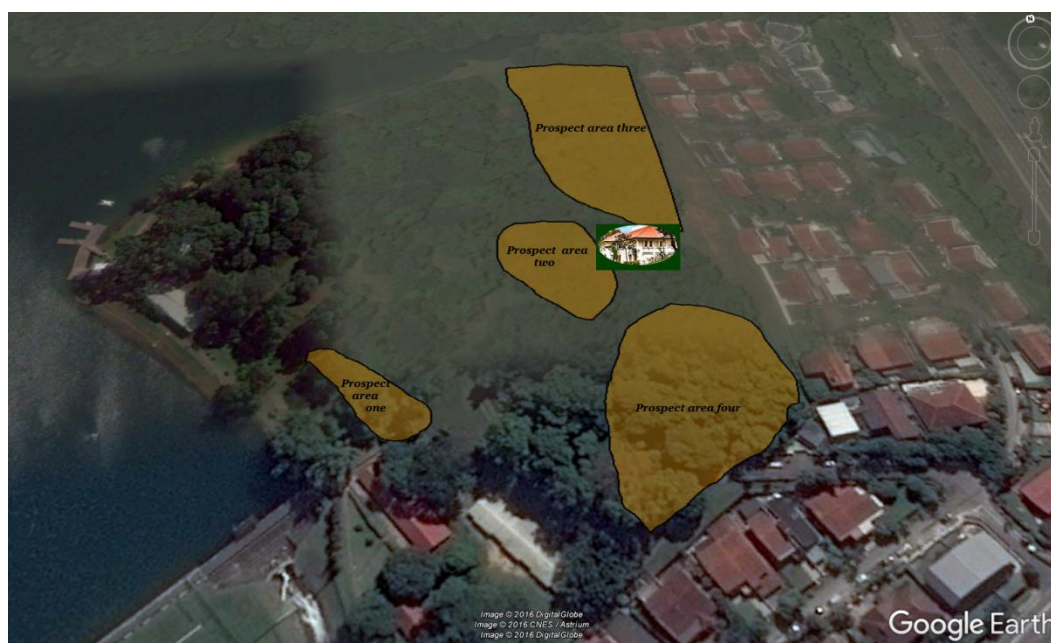 N
Prospect area three
Prospect area
two
Prospect
area
one
Prospect area four
Image © 2016 DigitalGlobe
Image © 2016 CNES / Astrium
Image © 2016 DigitalGlobe
Google Earth